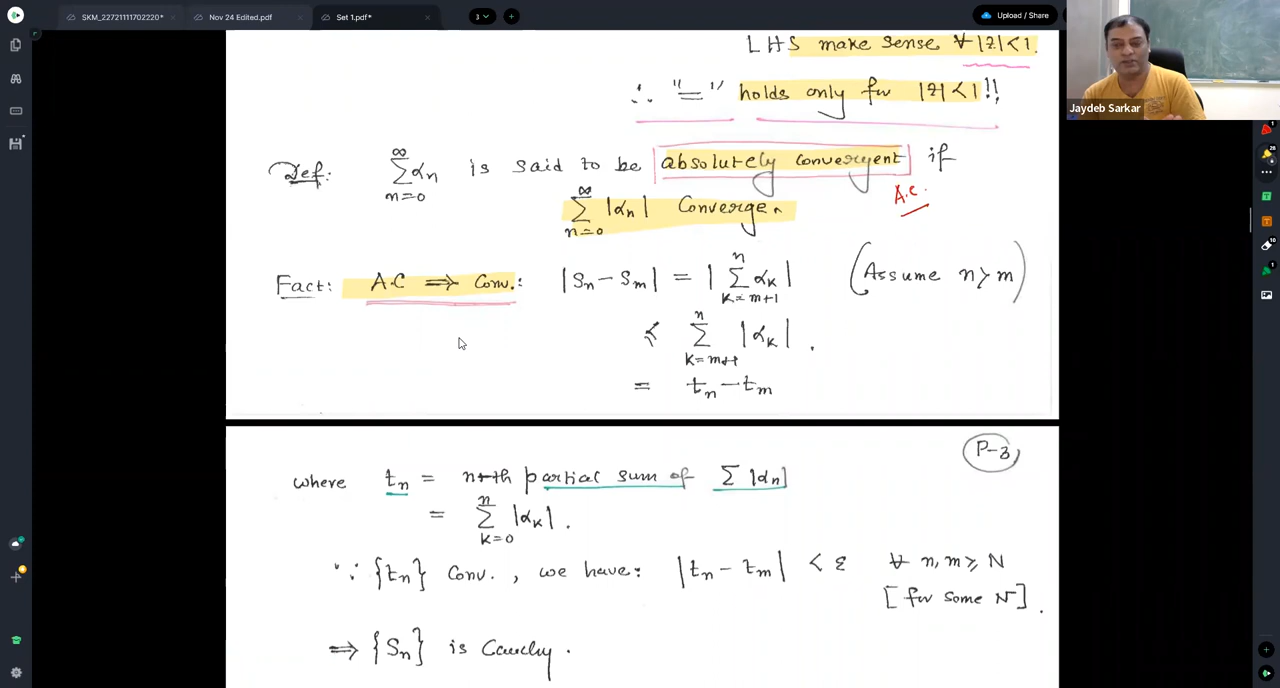 SKM_22721111702220*
Nov 24 Edited.pdf
Set 1.pdf*
3
Upload / Share
Jaydeb Sarkar
LHS make sense ∀ |z| < 1.
∴ "=" holds only for |z| < 1!!
Def: ∑_{n=0}^{∞} α_n is said to be absolutely convergent if
A.C.
∑_{n=0}^{∞} |α_n| Converge.
Fact: A.C ⟹ Conv.: |S_n − S_m| = |∑_{k=m+1}^{n} α_k| (Assume n > m)
≤ ∑_{k=m+1}^{n} |α_k|.
= t_n − t_m
P-3
where t_n = n-th partial sum of ∑ |α_n|
= ∑_{k=0}^{n} |α_k|.
∵ {t_n} Conv., we have: |t_n − t_m| < ε ∀ n, m ≥ N
[for some N].
⟹ {S_n} is Cauchy.